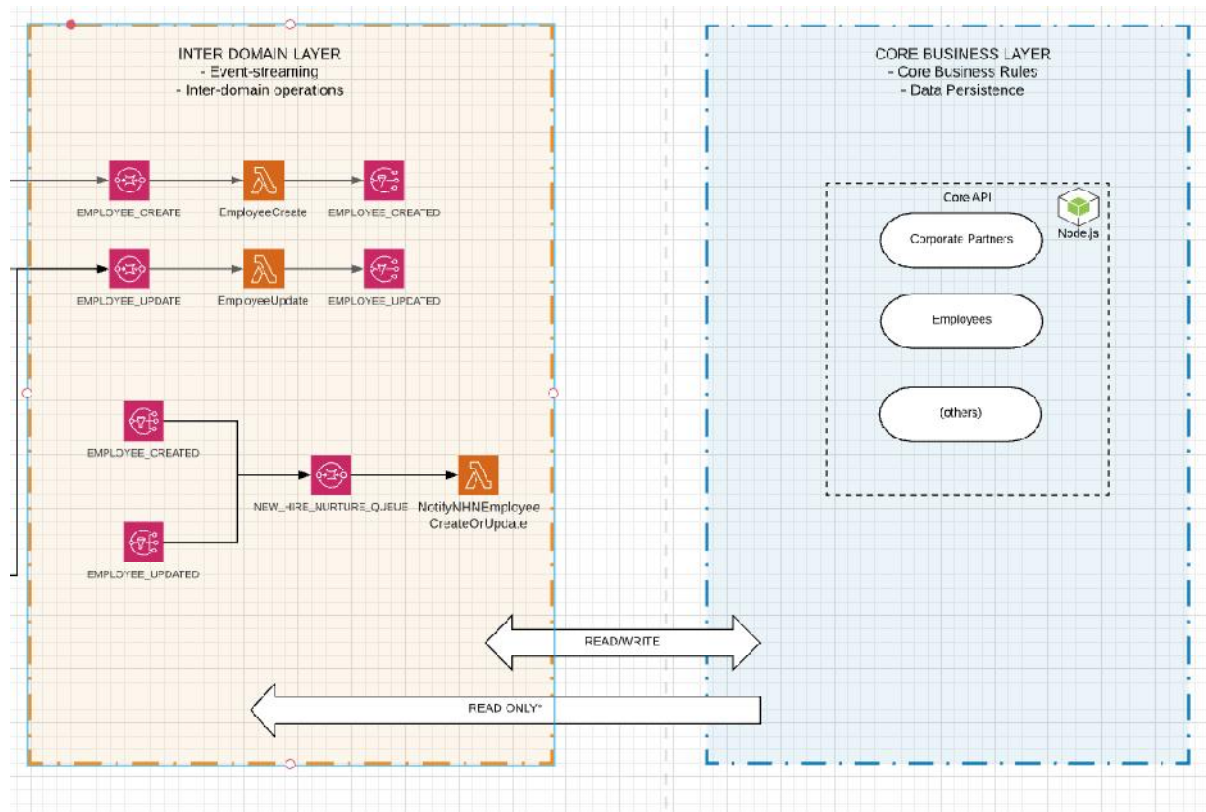 INTER DOMAIN LAYER
- Event-streaming
- Inter-domain operations
EMPLOYEE_CREATE
EmployeeCreate
EMPLOYEE_CREATED
EMPLOYEE_UPDATE
EmployeeUpdate
EMPLOYEE_UPDATED
EMPLOYEE_CREATED
NEW_HIRE_NURTURE_QUEUE
NotifyNHNEmployee
CreateOrUpdate
EMPLOYEE_UPDATED
CORE BUSINESS LAYER
- Core Business Rules
- Data Persistence
Core API
Node.js
Corporate Partners
Employees
(others)
READ/WRITE
READ ONLY*